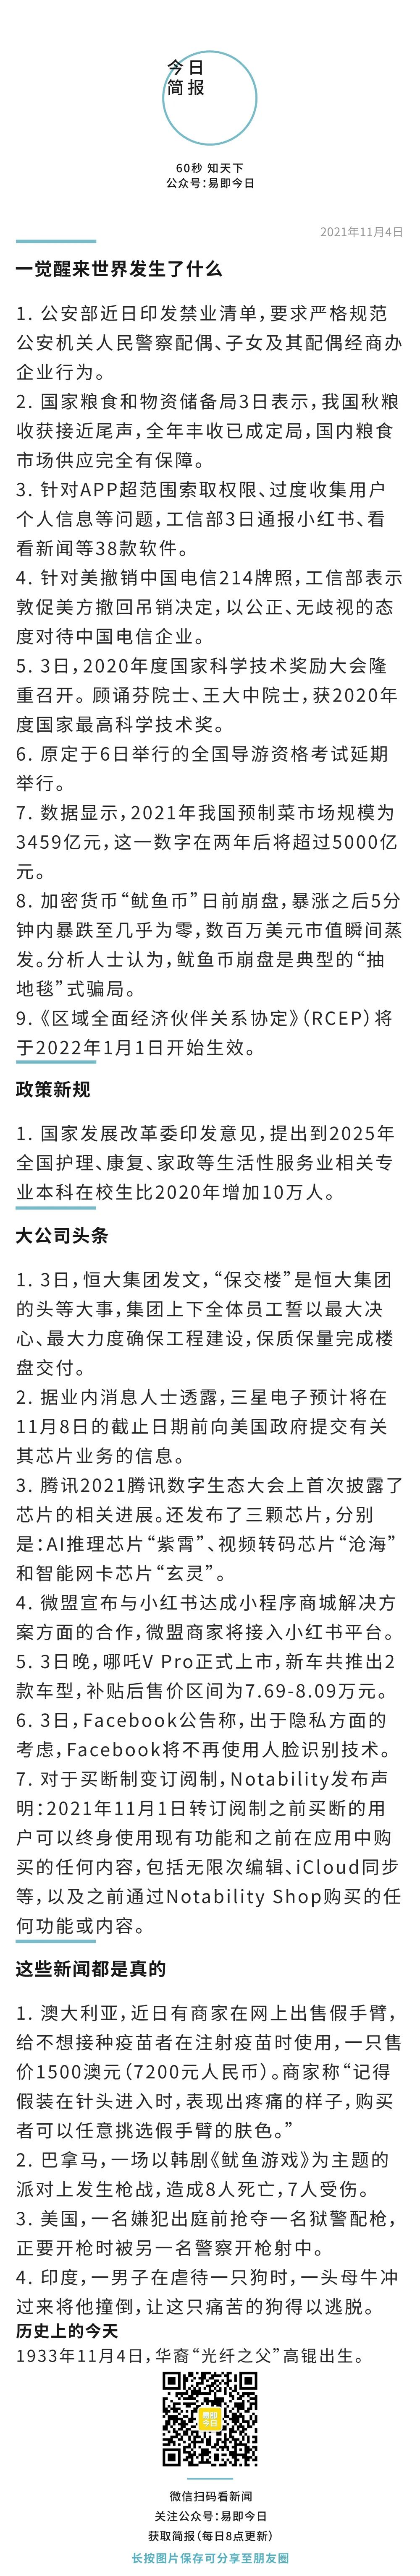 今日
简报
60秒 知天下
公众号：易即今日
2021年11月4日
一觉醒来世界发生了什么
1. 公安部近日印发禁业清单，要求严格规范
公安机关人民警察配偶、子女及其配偶经商办
企业行为。
2. 国家粮食和物资储备局3日表示，我国秋粮
收获接近尾声，全年丰收已成定局，国内粮食
市场供应完全有保障。
3. 针对APP超范围索取权限、过度收集用户
个人信息等问题，工信部3日通报小红书、看
看新闻等38款软件。
4. 针对美撤销中国电信214牌照，工信部表示
敦促美方撤回吊销决定，以公正、无歧视的态
度对待中国电信企业。
5. 3日，2020年度国家科学技术奖励大会隆
重召开。顾诵芬院士、王大中院士，获2020年
度国家最高科学技术奖。
6. 原定于6日举行的全国导游资格考试延期
举行。
7. 数据显示，2021年我国预制菜市场规模为
3459亿元，这一数字在两年后将超过5000亿
元。
8. 加密货币“鱿鱼币”日前崩盘，暴涨之后5分
钟内暴跌至几乎为零，数百万美元市值瞬间蒸
发。分析人士认为，鱿鱼币崩盘是典型的“抽
地毯”式骗局。
9.《区域全面经济伙伴关系协定》（RCEP）将
于2022年1月1日开始生效。
政策新规
1. 国家发展改革委印发意见，提出到2025年
全国护理、康复、家政等生活性服务业相关专
业本科在校生比2020年增加10万人。
大公司头条
1. 3日，恒大集团发文，“保交楼”是恒大集团
的头等大事，集团上下全体员工誓以最大决
心、最大力度确保工程建设，保质保量完成楼
盘交付。
2. 据业内消息人士透露，三星电子预计将在
11月8日的截止日期前向美国政府提交有关
其芯片业务的信息。
3. 腾讯2021腾讯数字生态大会上首次披露了
芯片的相关进展。还发布了三颗芯片，分别
是：AI推理芯片“紫霄”、视频转码芯片“沧海”
和智能网卡芯片“玄灵”。
4. 微盟宣布与小红书达成小程序商城解决方
案方面的合作，微盟商家将接入小红书平台。
5. 3日晚，哪吒V Pro正式上市，新车共推出2
款车型，补贴后售价区间为7.69-8.09万元。
6. 3日，Facebook公告称，出于隐私方面的
考虑，Facebook将不再使用人脸识别技术。
7. 对于买断制变订阅制，Notability发布声
明：2021年11月1日转订阅制之前买断的用
户可以终身使用现有功能和之前在应用中购
买的任何内容，包括无限次编辑、iCloud同步
等，以及之前通过Notability Shop购买的任
何功能或内容。
这些新闻都是真的
1. 澳大利亚，近日有商家在网上出售假手臂，
给不想接种疫苗者在注射疫苗时使用，一只售
价1500澳元（7200元人民币）。商家称“记得
假装在针头进入时，表现出疼痛的样子，购买
者可以任意挑选假手臂的肤色。”
2. 巴拿马，一场以韩剧《鱿鱼游戏》为主题的
派对上发生枪战，造成8人死亡，7人受伤。
3. 美国，一名嫌犯出庭前抢夺一名狱警配枪，
正要开枪时被另一名警察开枪射中。
4. 印度，一男子在虐待一只狗时，一头母牛冲
过来将他撞倒，让这只痛苦的狗得以逃脱。
历史上的今天
1933年11月4日，华裔“光纤之父”高锟出生。
易即
今日
微信扫码看新闻
关注公众号：易即今日
获取简报（每日8点更新）
长按图片保存可分享至朋友圈